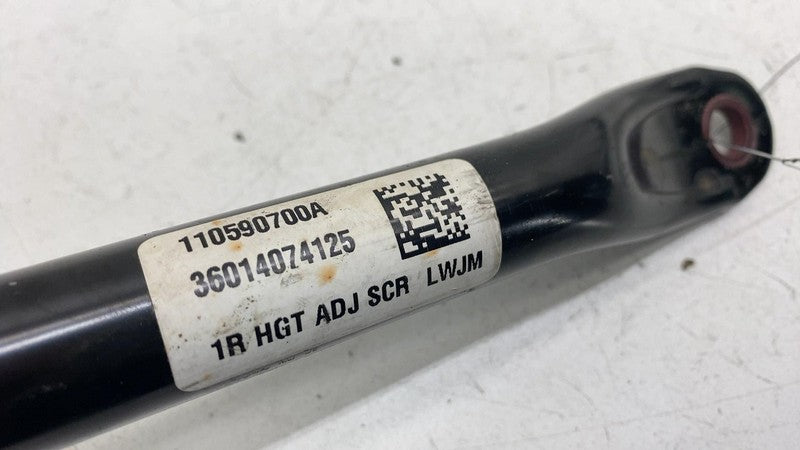 110590700A
36014074125
1R HGT ADJ SCR LWJM